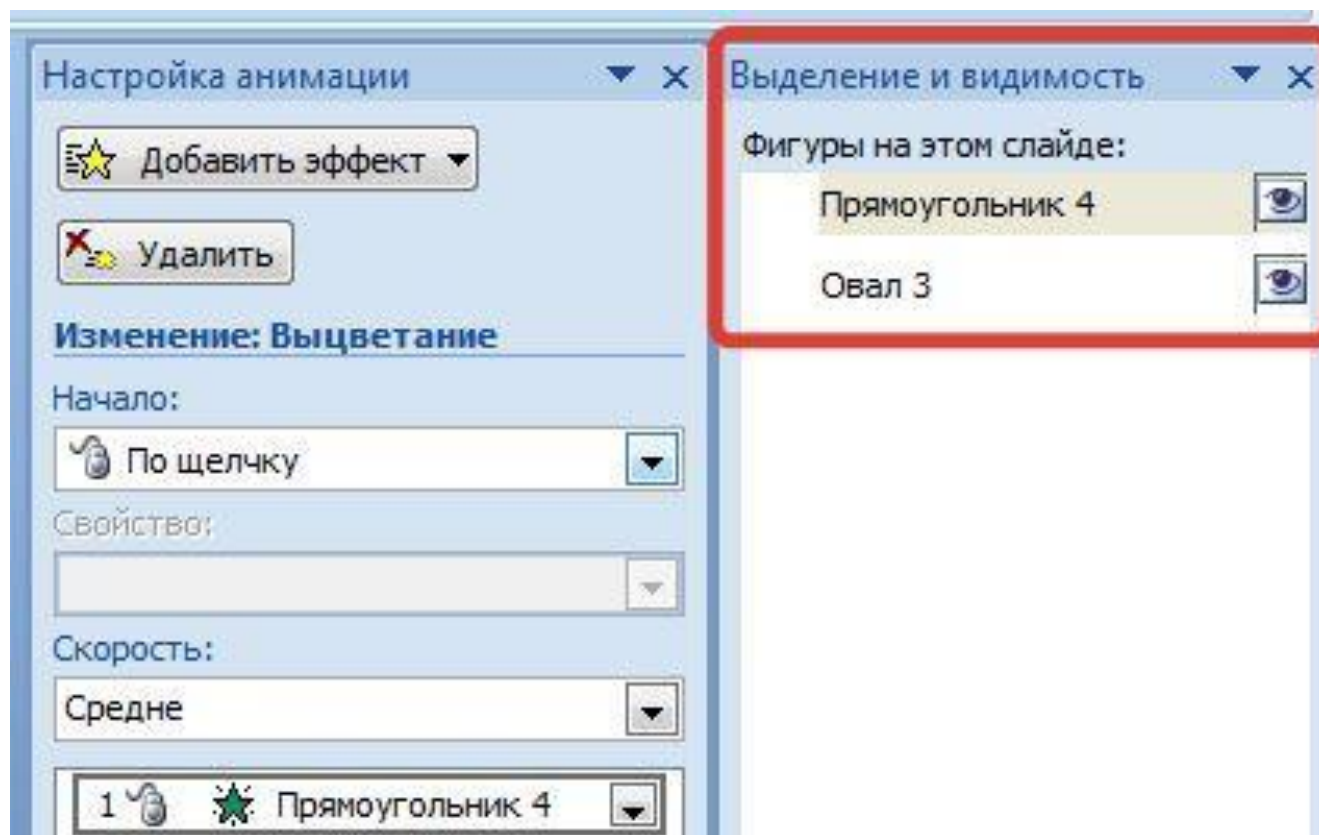 Настройка анимации
Добавить эффект
Удалить
Изменение: Выцветание
Начало:
По щелчку
Свойство:
Скорость:
Средне
1 Прямоугольник 4
Выделение и видимость
Фигуры на этом слайде:
Прямоугольник 4
Овал 3